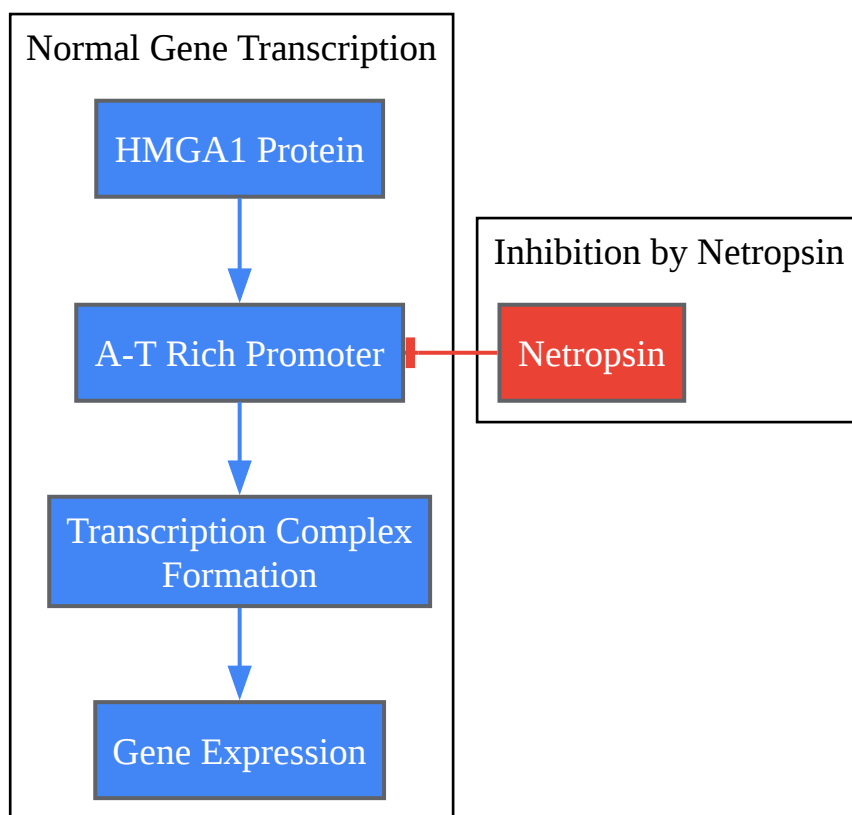 Normal Gene Transcription
HMGA1 Protein
Inhibition by Netropsin
A-T Rich Promoter
Netropsin
Transcription Complex
Formation
Gene Expression